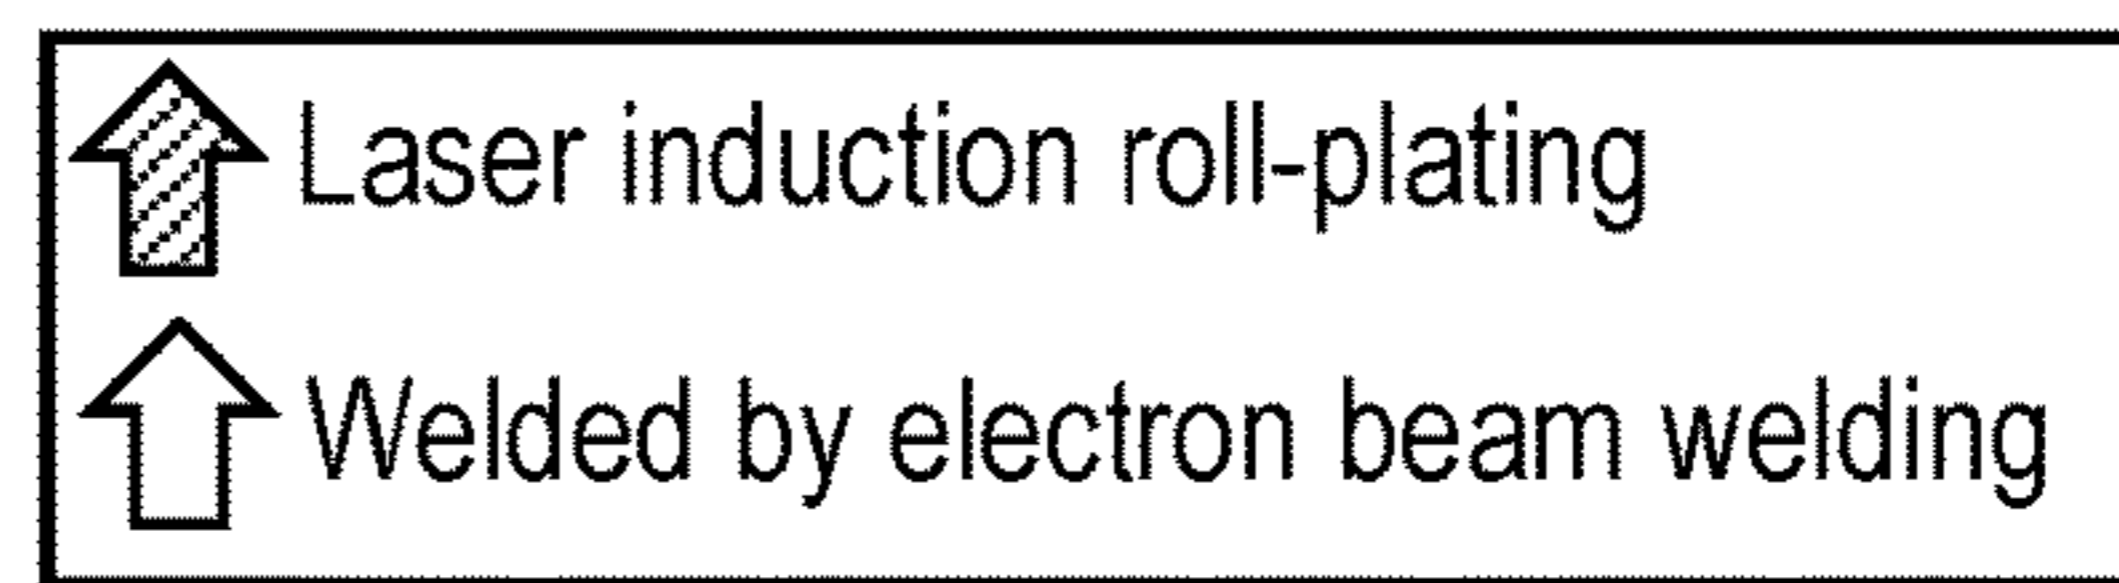 Laser induction roll-plating
Welded by electron beam welding